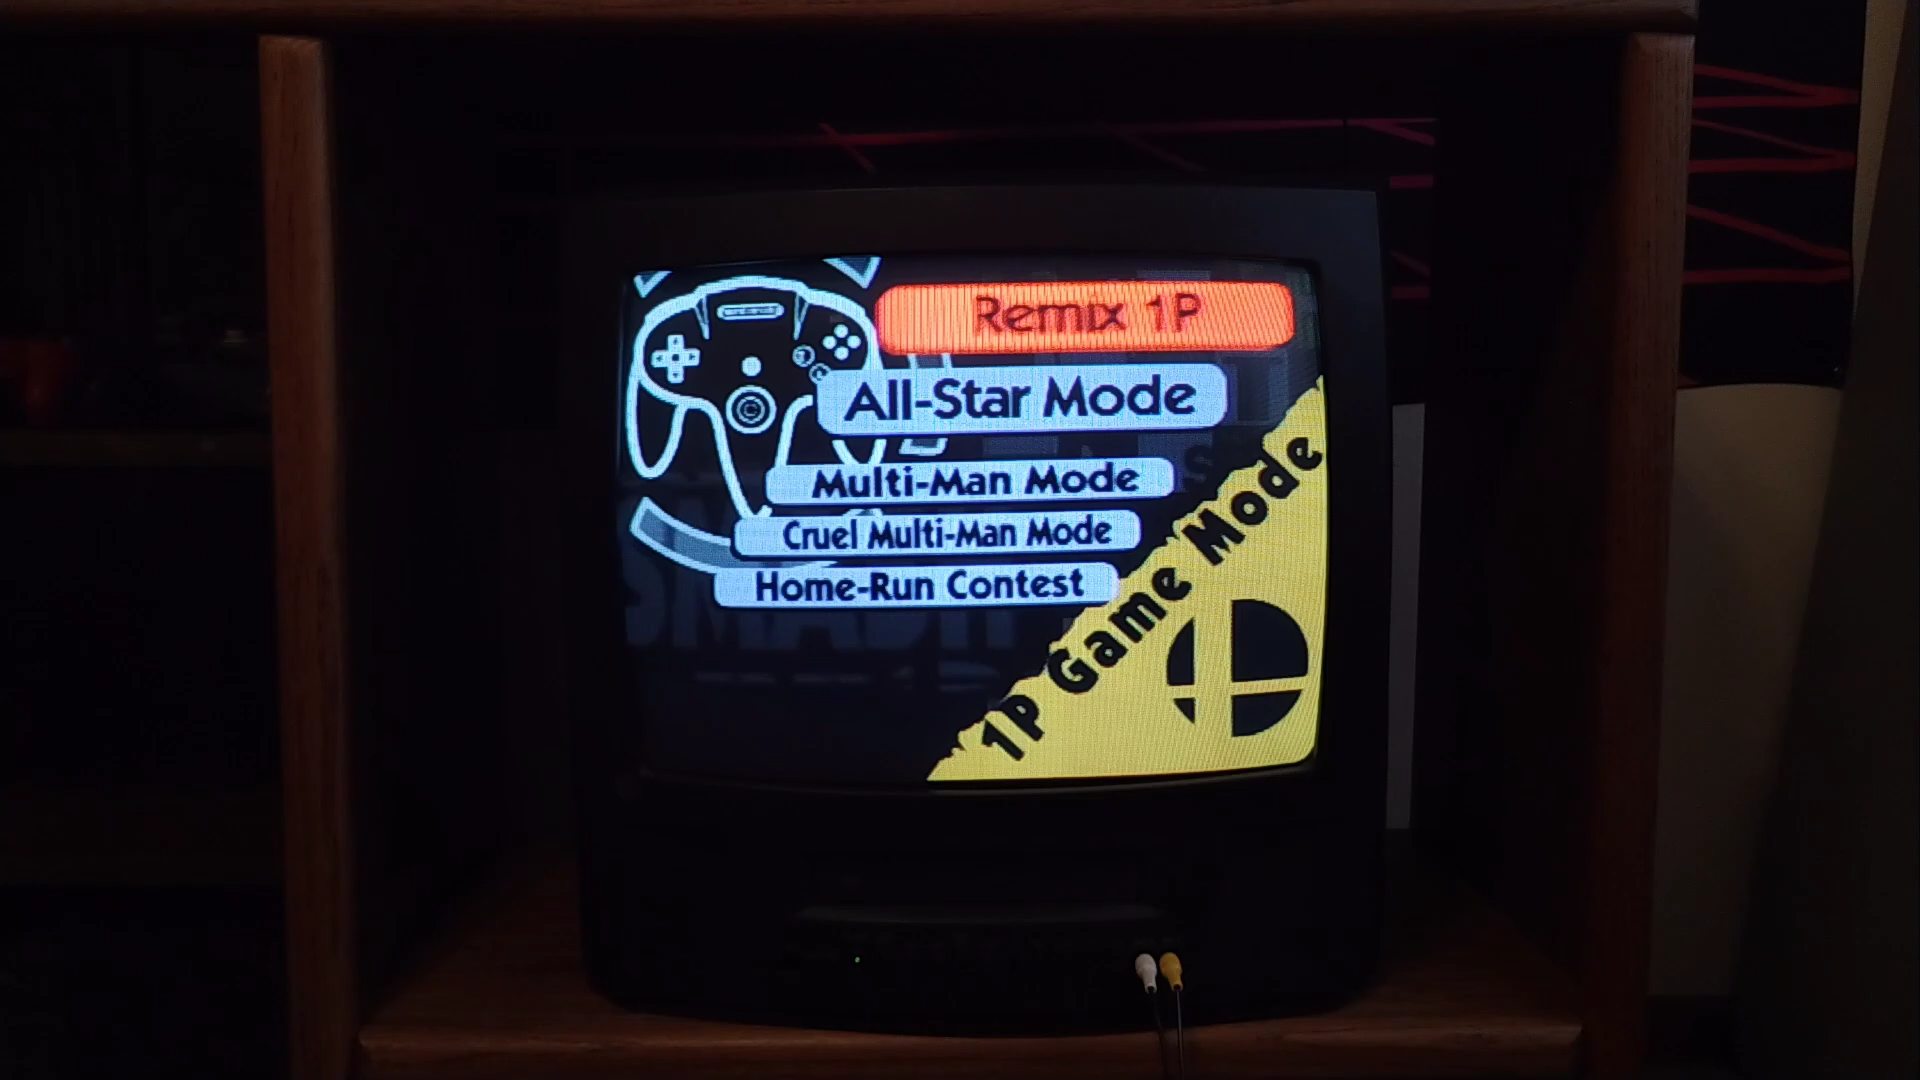 Remix 1P
All-Star Mode
Multi-Man Mode
Cruel Multi-Man Mode
Home-Run Contest
1P Game Mode